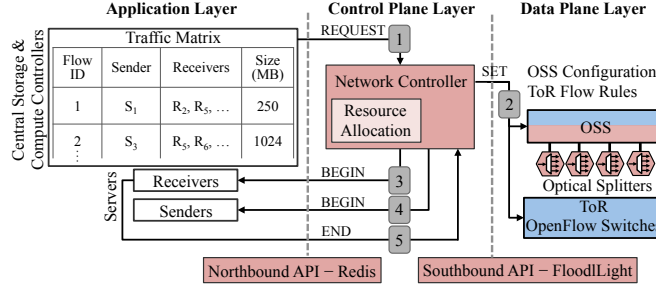 Application Layer
Control Plane Layer
Data Plane Layer
Central Storage &
Compute Controllers
Traffic Matrix
Flow ID Sender Receivers Size (MB)
1 S1 R2, R5, … 250
2 S3 R5, R6, … 1024
⋮
REQUEST
1
Network Controller
Resource
Allocation
SET
2
OSS Configuration
ToR Flow Rules
OSS
Optical Splitters
ToR
OpenFlow Switches
Servers
Receivers
BEGIN
3
Senders
BEGIN
4
END
5
Northbound API – Redis
Southbound API – FloodlLight